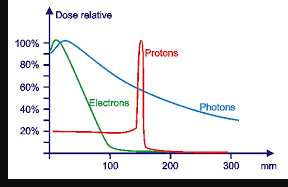 Dose relative
100%
80%
60%
40%
20%
Protons
Electrons
Photons
100
200
300
mm